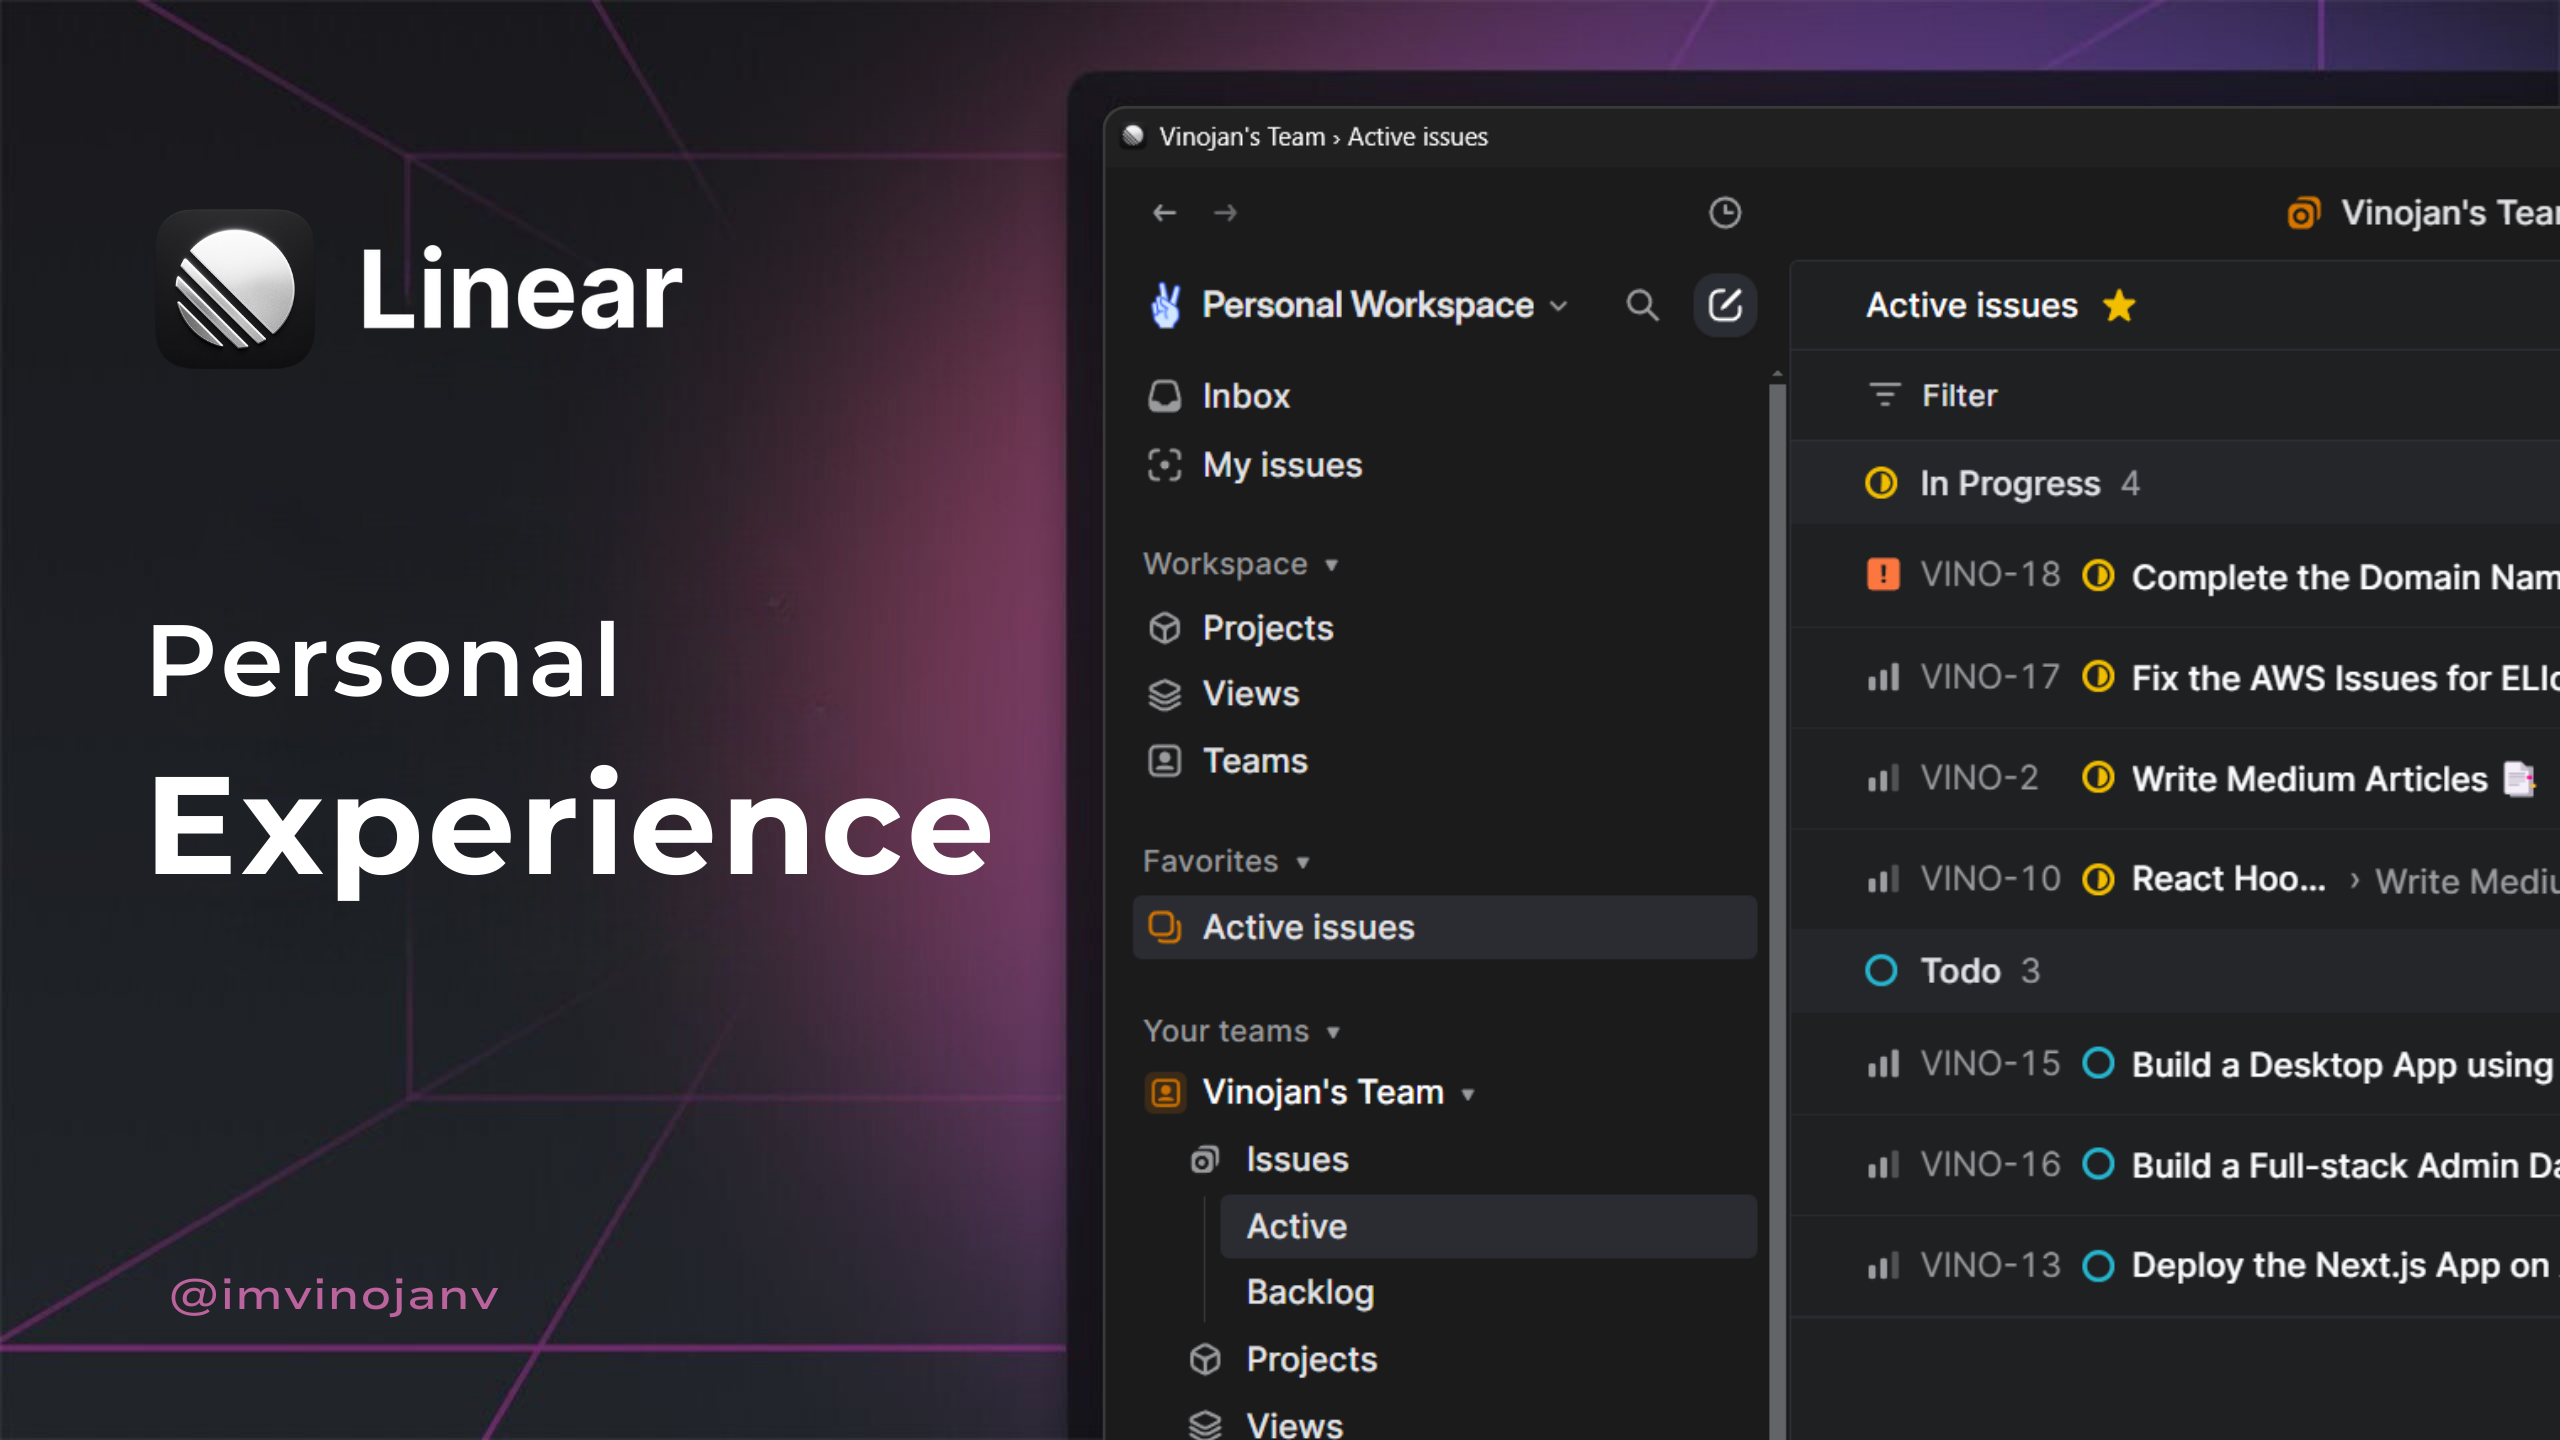 Linear
Personal
Experience
@imvinojanv
Vinojan's Team › Active issues
Personal Workspace
Inbox
My issues
Workspace
Projects
Views
Teams
Favorites
Active issues
Your teams
Vinojan's Team
Issues
Active
Backlog
Projects
Views
Vinojan's
Active issues
Filter
In Progress 4
VINO-18 Complete the Domain
VINO-17 Fix the AWS Issues for
VINO-2 Write Medium Articles
VINO-10 React Hoo... › Write
Todo 3
VINO-15 Build a Desktop App using
VINO-16 Build a Full-stack Admin
VINO-13 Deploy the Next.js App on